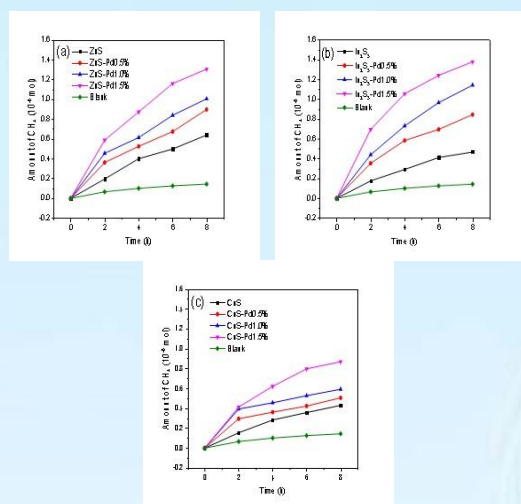 (a)
ZnS
ZnS-Pd0.5%
ZnS-Pd1.0%
ZnS-Pd1.5%
Blank
Amount of CH₄ (10⁻⁶ mol)
1.6
1.4
1.2
1.0
0.8
0.6
0.4
0.2
0.0
0.2
0 2 4 6 8
Time (h)
(b)
In₂S₃
In₂S₃-Pd0.5%
In₂S₃-Pd1.0%
In₂S₃-Pd1.5%
Blank
Amount of CH₄ (10⁻⁶ mol)
1.6
1.4
1.2
1.0
0.8
0.6
0.4
0.2
0.0
0.2
0 2 4 6 8
Time (h)
(c)
CuS
CuS-Pd0.5%
CuS-Pd1.0%
CuS-Pd1.5%
Blank
Amount of CH₄ (10⁻⁶ mol)
1.6
1.4
1.2
1.0
0.8
0.6
0.4
0.2
0.0
-0.2
0 2 4 6 8
Time (h)